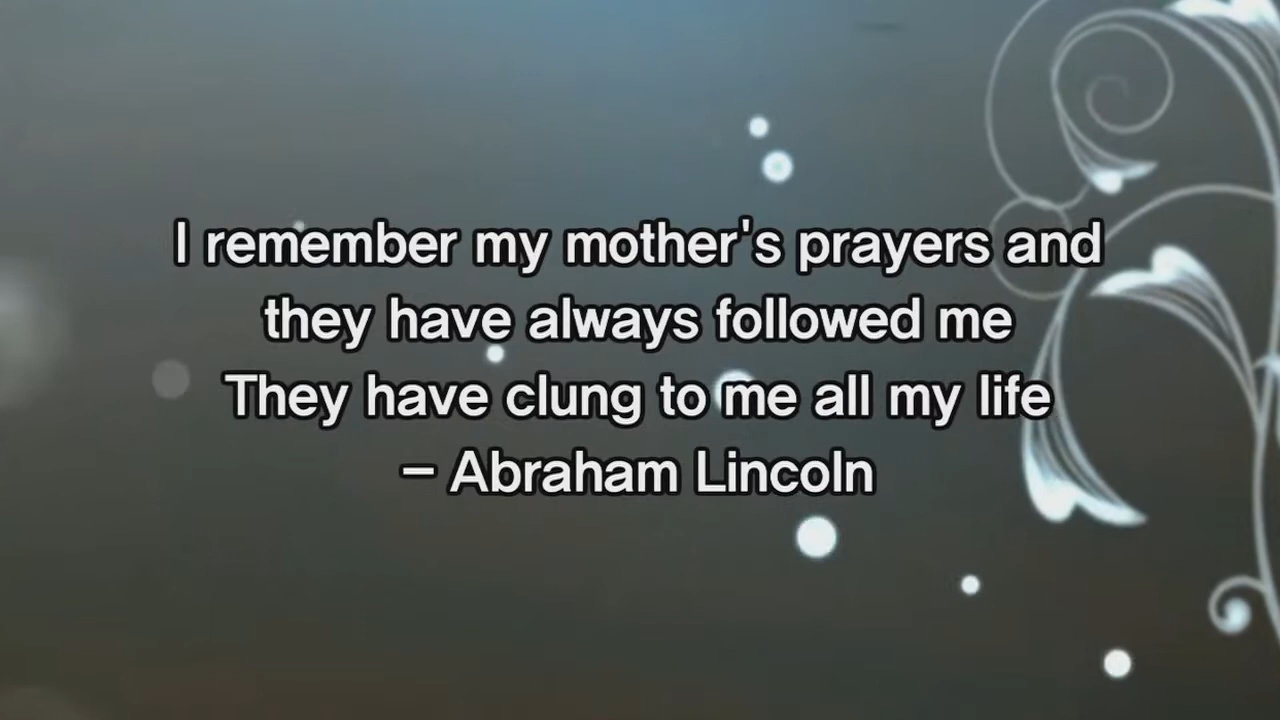 I remember my mother's prayers and
they have always followed me
They have clung to me all my life
– Abraham Lincoln